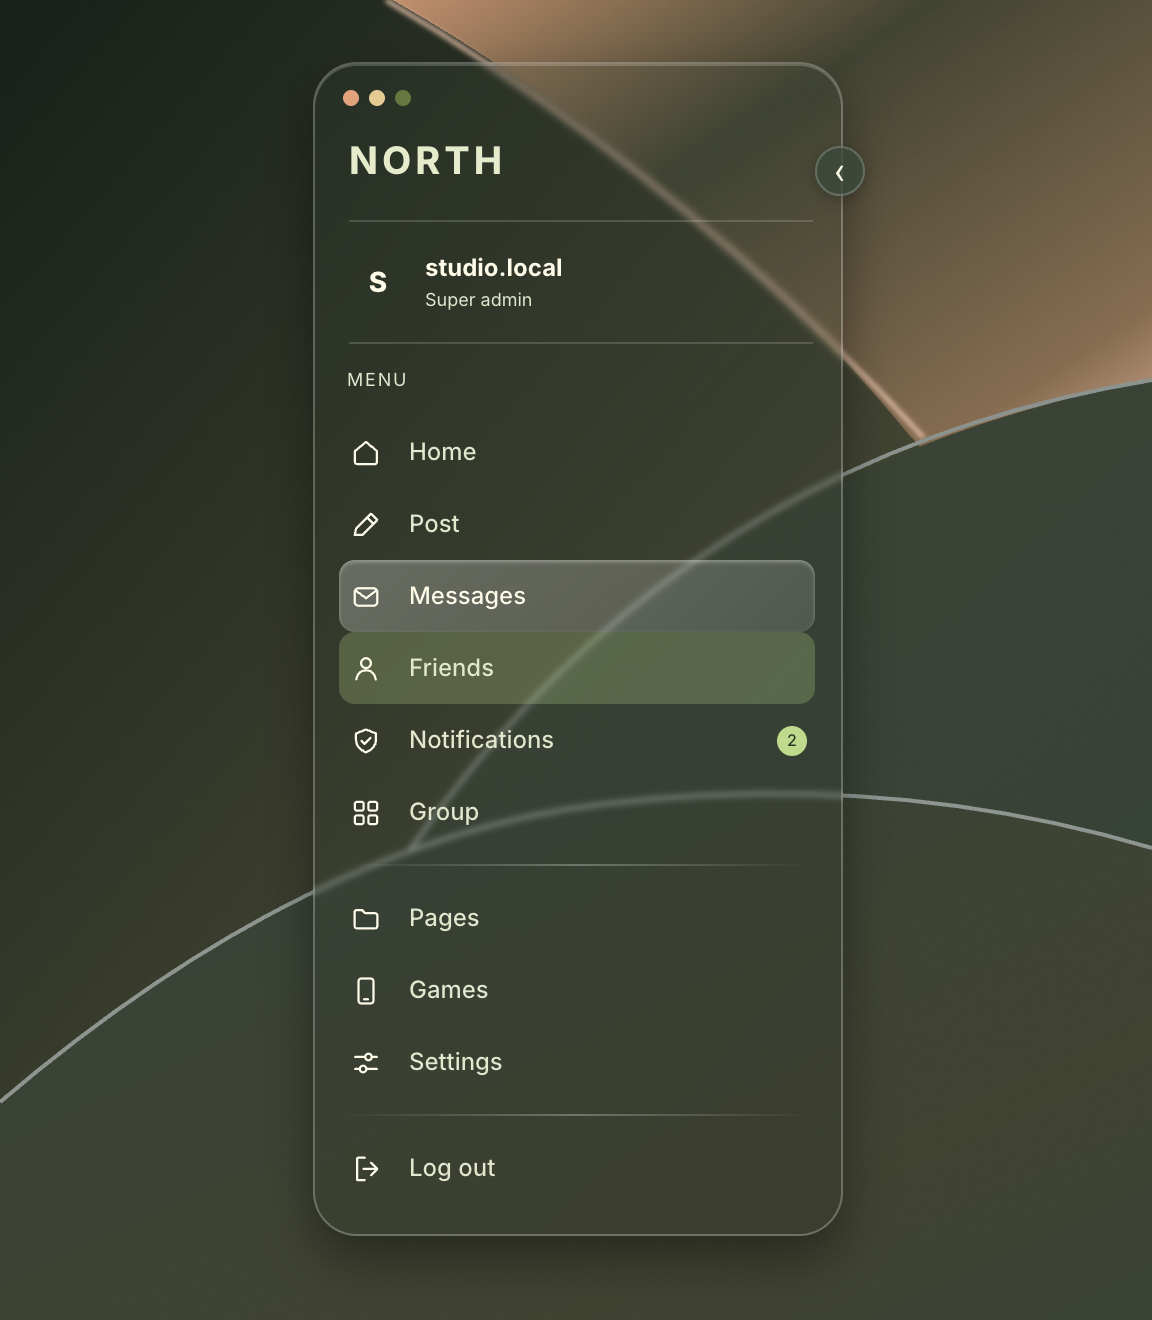 NORTH
‹
S
studio.local
Super admin
MENU
Home
Post
Messages
Friends
Notifications
2
Group
Pages
Games
Settings
Log out